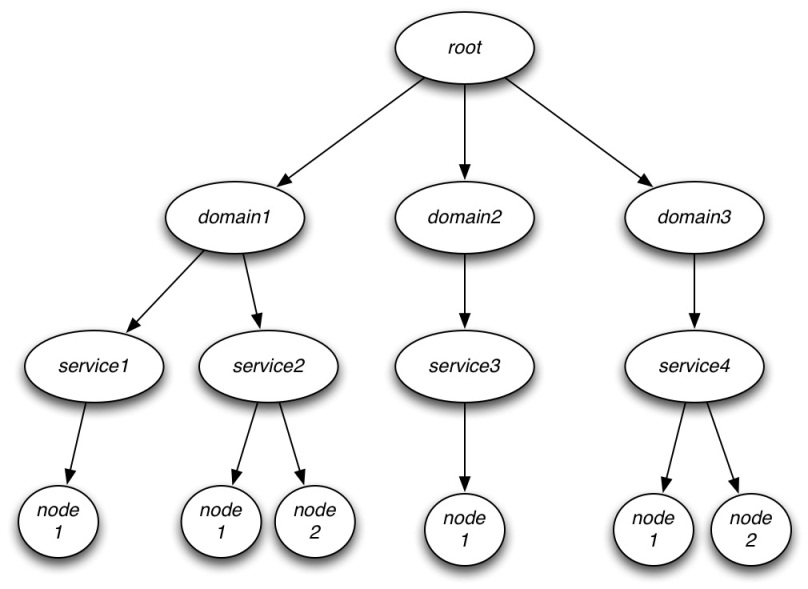 root
domain1
domain2
domain3
service1
service2
service3
service4
node
1
node
1
node
2
node
1
node
1
node
2